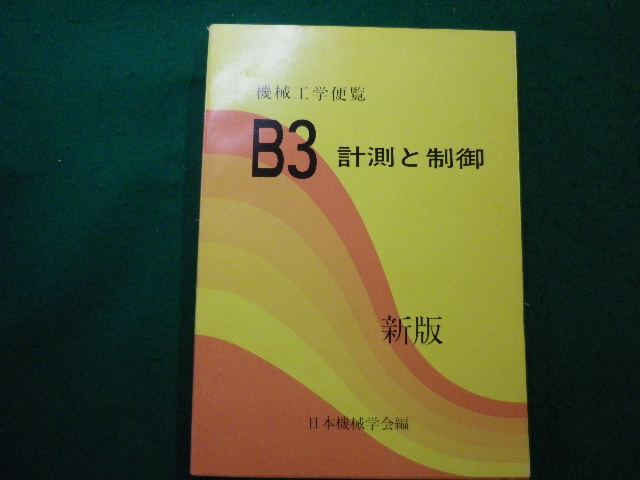 機械工学便覧
B3 計測と制御
新版
日本機械学会編